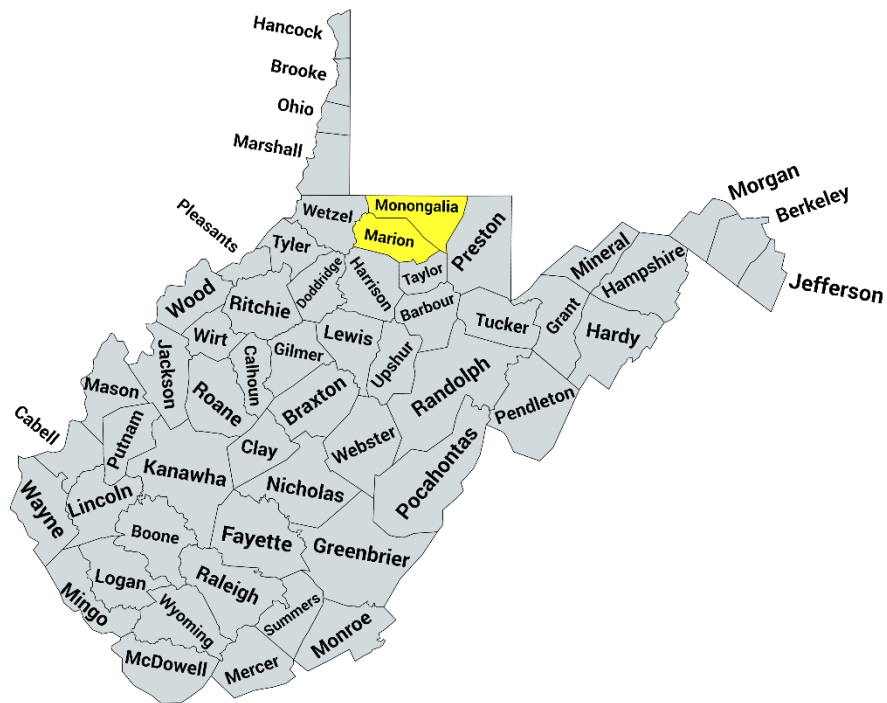 Hancock
Brooke
Ohio
Marshall
Morgan
Berkeley
Jefferson
Pleasants
Wetzel
Monongalia
Marion
Preston
Tyler
Doddridge
Harrison
Taylor
Mineral
Hampshire
Wood
Ritchie
Barbour
Tucker
Grant
Hardy
Wirt
Lewis
Gilmer
Calhoun
Jackson
Upshur
Randolph
Pendleton
Mason
Roane
Braxton
Cabell
Putnam
Clay
Webster
Pocahontas
Kanawha
Nicholas
Wayne
Lincoln
Boone
Fayette
Greenbrier
Logan
Raleigh
Mingo
Wyoming
Summers
Monroe
McDowell
Mercer